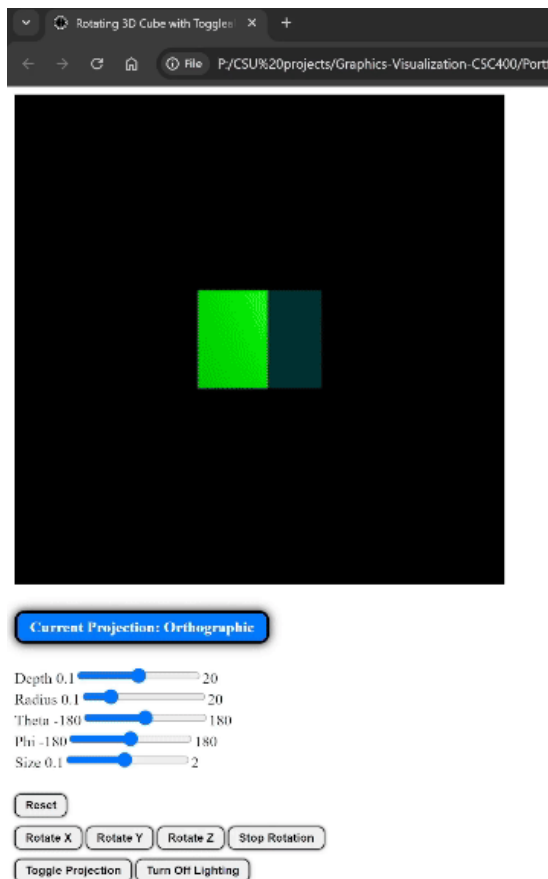 Rotating 3D Cube with Toggle
File P:/CSU%20projects/Graphics-Visualization-CSC400/Port
Current Projection: Orthographic
Depth 0.1 20
Radius 0.1 20
Theta -180 180
Phi -180 180
Size 0.1 2
Reset
Rotate X Rotate Y Rotate Z Stop Rotation
Toggle Projection Turn Off Lighting